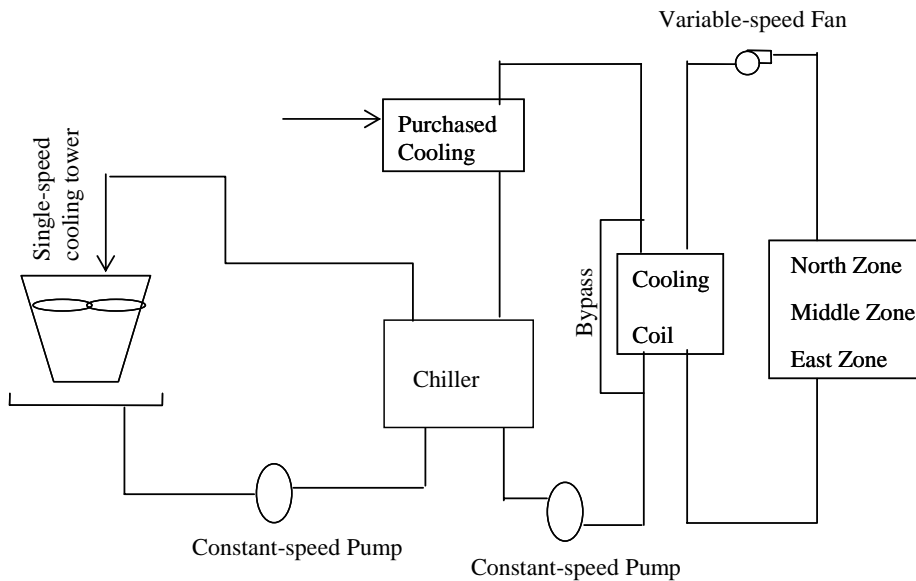 Variable-speed Fan
Purchased
Cooling
Single-speed
cooling tower
Bypass
Cooling
Coil
North Zone
Middle Zone
East Zone
Chiller
Constant-speed Pump
Constant-speed Pump